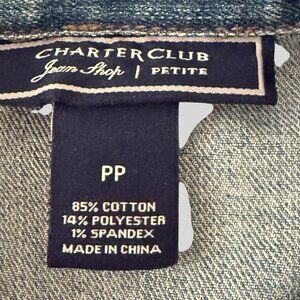 CHARTER CLUB
Jean Shop | PETITE
PP
85% COTTON
14% POLYESTER
1% SPANDEX
MADE IN CHINA